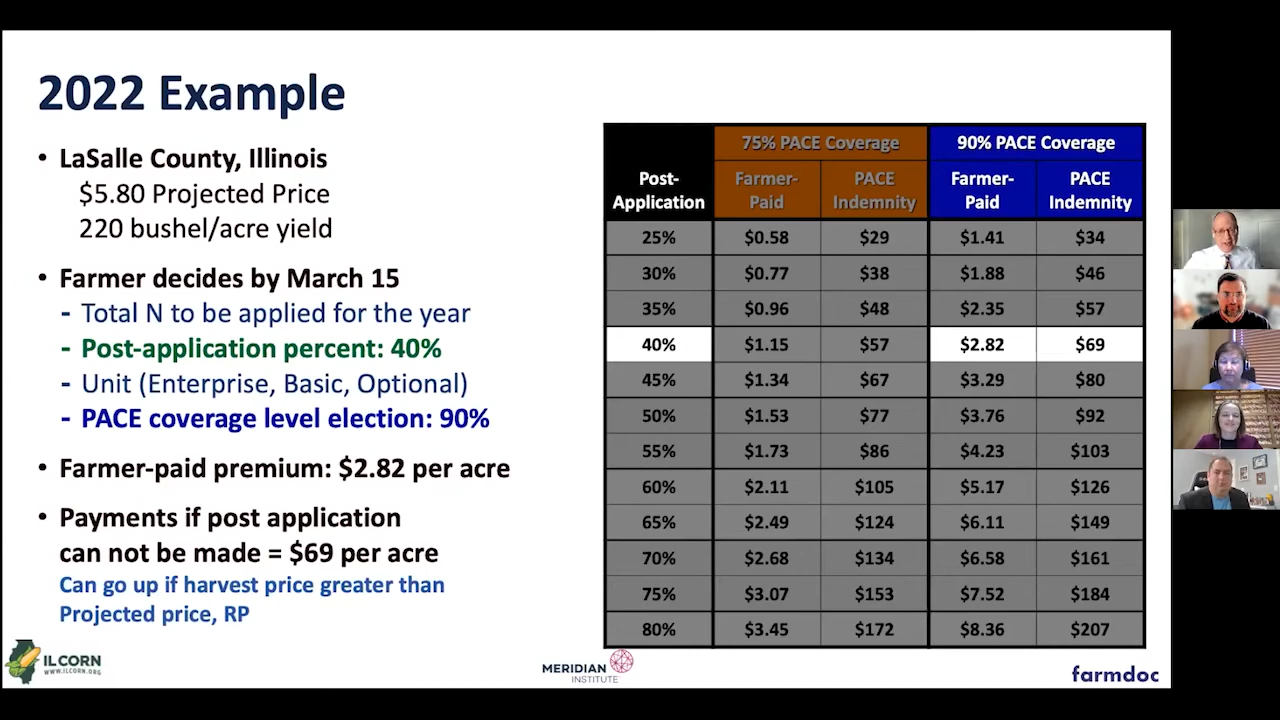 2022 Example
• LaSalle County, Illinois
$5.80 Projected Price
220 bushel/acre yield
• Farmer decides by March 15
- Total N to be applied for the year
- Post-application percent: 40%
- Unit (Enterprise, Basic, Optional)
- PACE coverage level election: 90%
• Farmer-paid premium: $2.82 per acre
• Payments if post application
can not be made = $69 per acre
Can go up if harvest price greater than
Projected price, RP
75% PACE Coverage 90% PACE Coverage
Post-Application Farmer-Paid PACE Indemnity Farmer-Paid PACE Indemnity
25% $0.58 $29 $1.41 $34
30% $0.77 $38 $1.88 $46
35% $0.96 $48 $2.35 $57
40% $1.15 $57 $2.82 $69
45% $1.34 $67 $3.29 $80
50% $1.53 $77 $3.76 $92
55% $1.73 $86 $4.23 $103
60% $2.11 $105 $5.17 $126
65% $2.49 $124 $6.11 $149
70% $2.68 $134 $6.58 $161
75% $3.07 $153 $7.52 $184
80% $3.45 $172 $8.36 $207
IL CORN
WWW.ILCORN.ORG
MERIDIAN
INSTITUTE
farmdoc